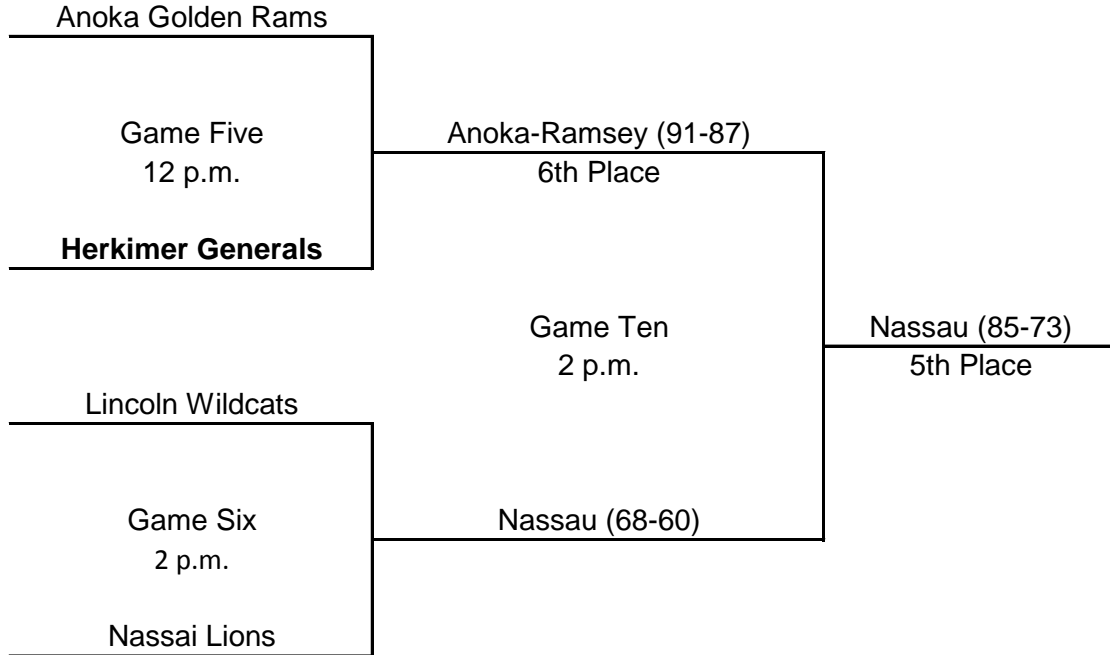 Anoka Golden Rams
Game Five
12 p.m.
Anoka-Ramsey (91-87)
6th Place
Herkimer Generals
Game Ten
2 p.m.
Nassau (85-73)
5th Place
Lincoln Wildcats
Game Six
2 p.m.
Nassau (68-60)
Nassai Lions